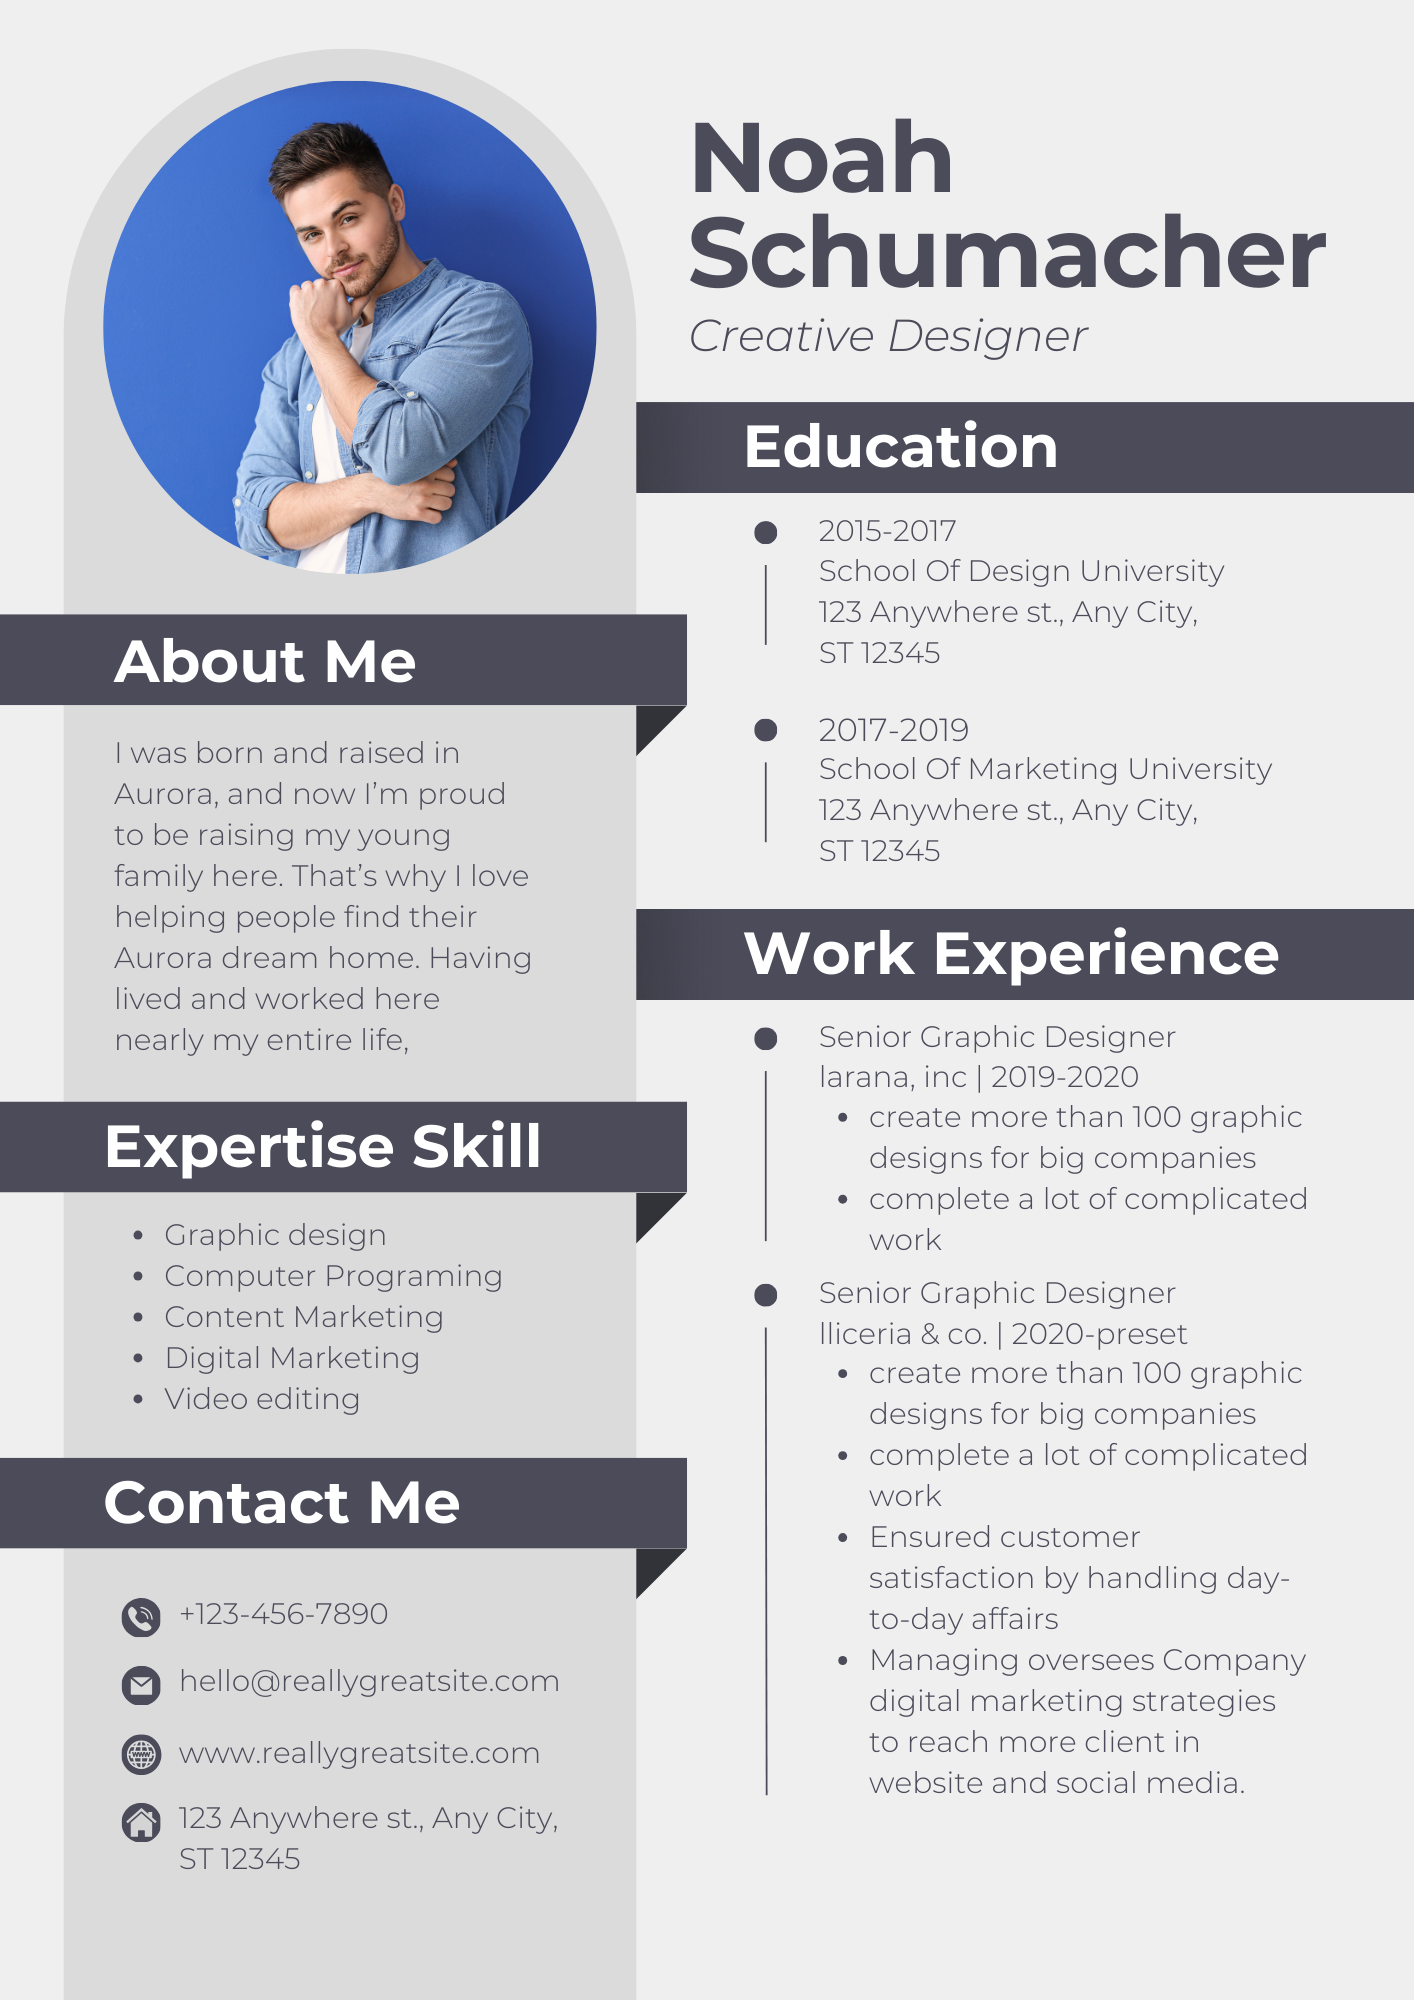 Noah
Schumacher
Creative Designer
About Me
I was born and raised in
Aurora, and now I’m proud
to be raising my young
family here. That’s why I love
helping people find their
Aurora dream home. Having
lived and worked here
nearly my entire life,
Expertise Skill
Graphic design
Computer Programing
Content Marketing
Digital Marketing
Video editing
Contact Me
+123-456-7890
hello@reallygreatsite.com
www.reallygreatsite.com
123 Anywhere st., Any City,
ST 12345
Education
2015-2017
School Of Design University
123 Anywhere st., Any City,
ST 12345
2017-2019
School Of Marketing University
123 Anywhere st., Any City,
ST 12345
Work Experience
Senior Graphic Designer
larana, inc | 2019-2020
create more than 100 graphic
designs for big companies
complete a lot of complicated
work
Senior Graphic Designer
lliceria & co. | 2020-preset
create more than 100 graphic
designs for big companies
complete a lot of complicated
work
Ensured customer
satisfaction by handling day-
to-day affairs
Managing oversees Company
digital marketing strategies
to reach more client in
website and social media.